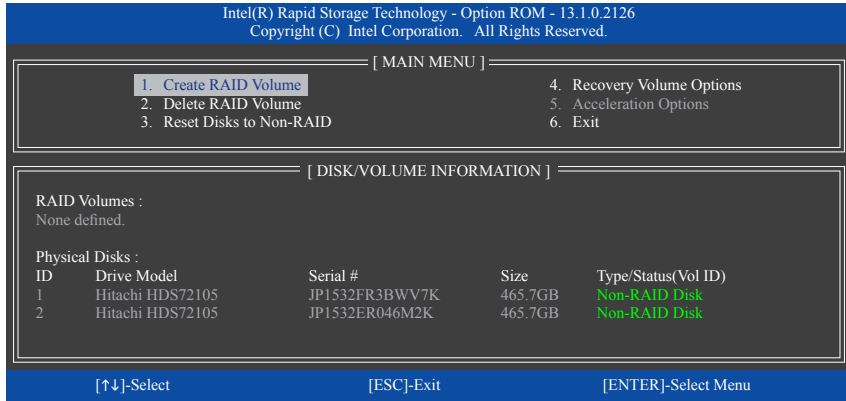 Intel(R) Rapid Storage Technology - Option ROM - 13.1.0.2126
Copyright (C) Intel Corporation. All Rights Reserved.
[ MAIN MENU ]
1. Create RAID Volume
2. Delete RAID Volume
3. Reset Disks to Non-RAID
4. Recovery Volume Options
5. Acceleration Options
6. Exit
[ DISK/VOLUME INFORMATION ]
RAID Volumes :
None defined.
Physical Disks :
ID Drive Model Serial # Size Type/Status(Vol ID)
1 Hitachi HDS72105 JP1532FR3BWV7K 465.7GB Non-RAID Disk
2 Hitachi HDS72105 JP1532ER046M2K 465.7GB Non-RAID Disk
[↑↓]-Select [ESC]-Exit [ENTER]-Select Menu